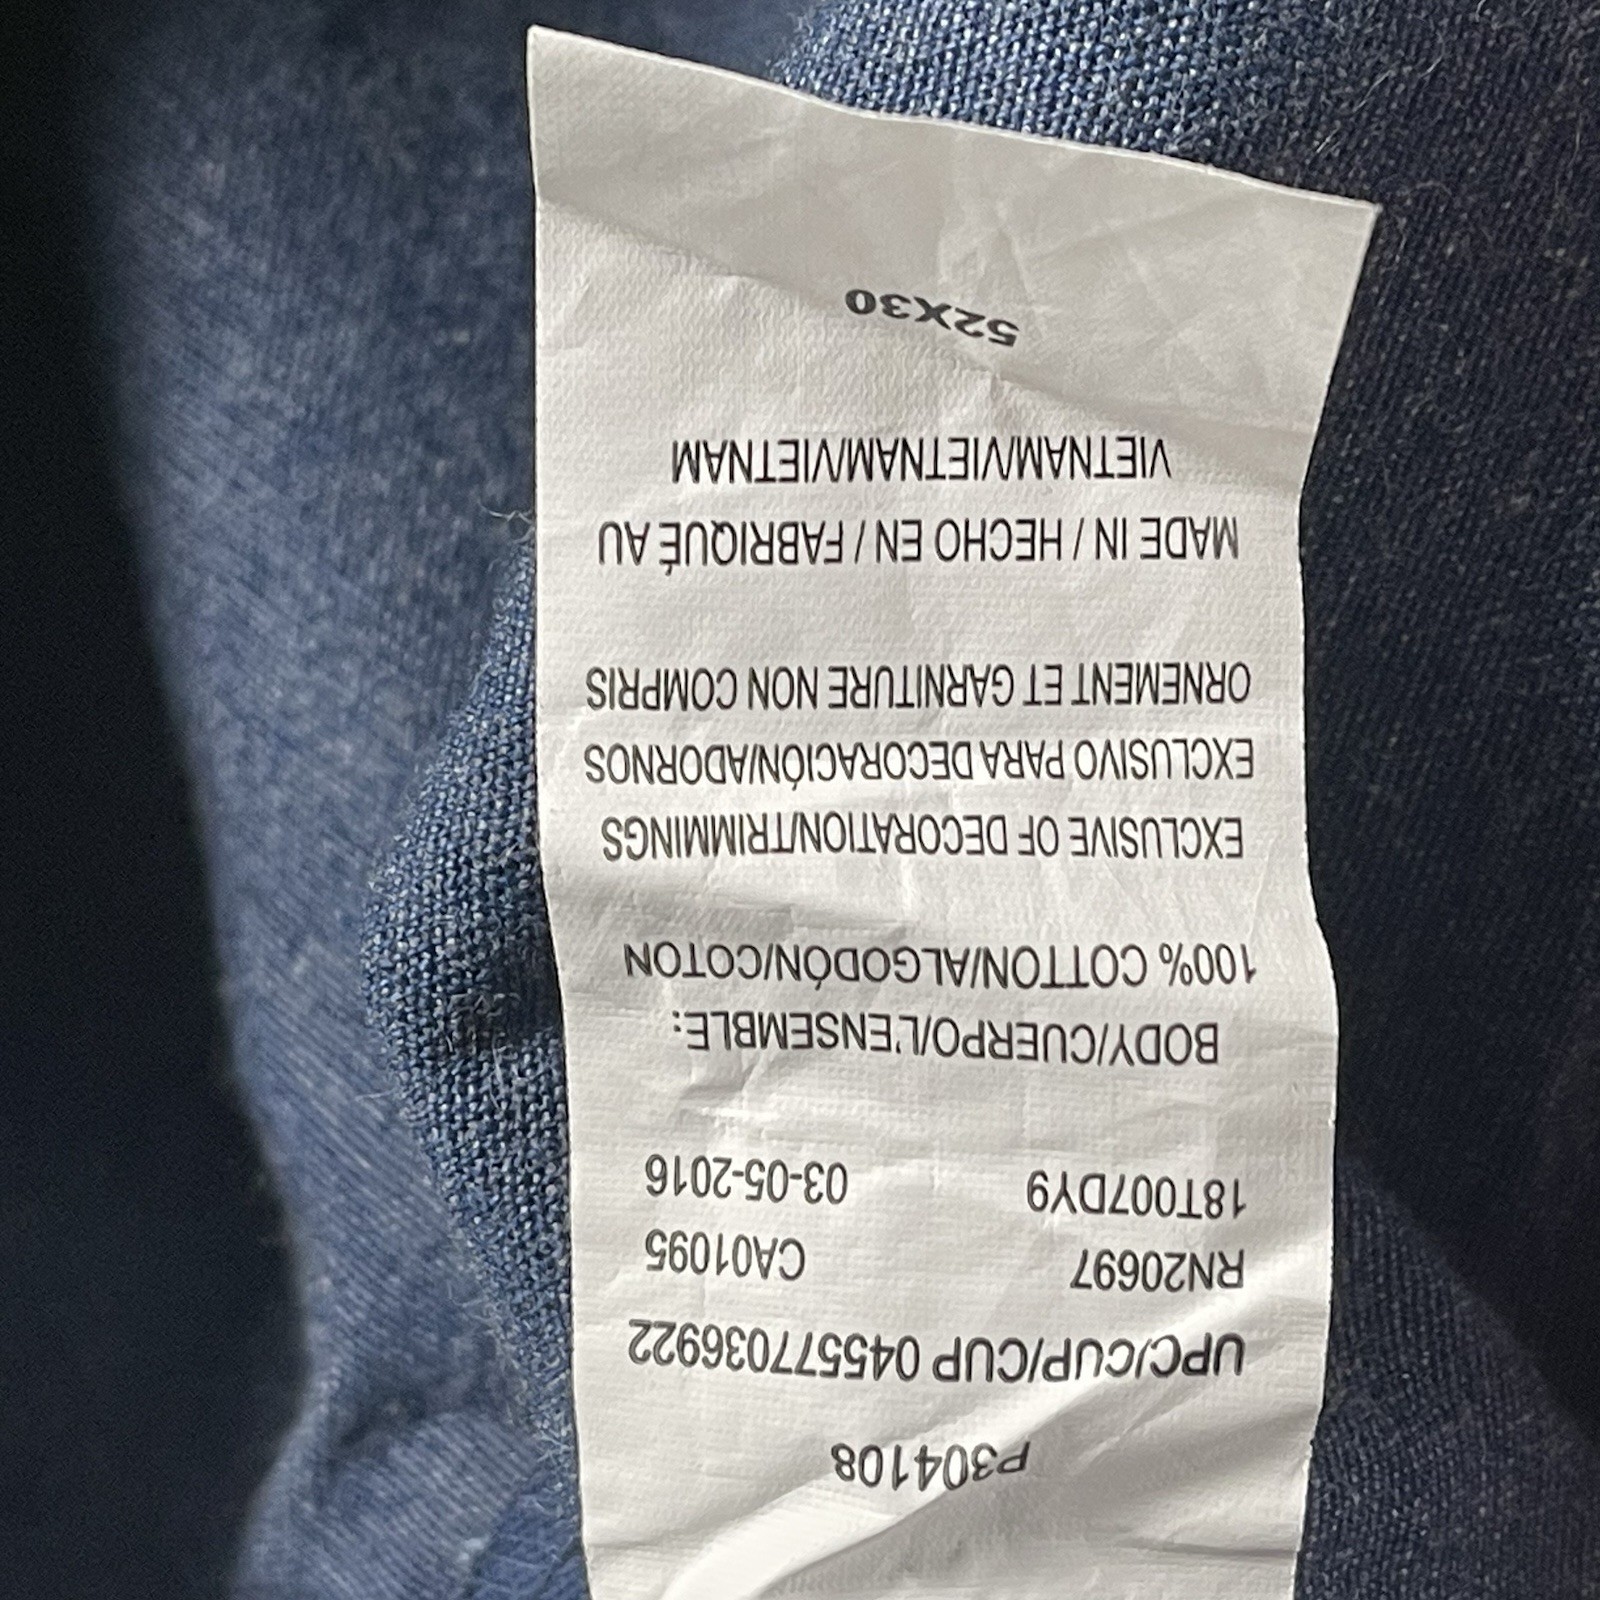 P304108
UPC/CUP/CUP 045577036922
RN20697 CA01095
18T007DY9 03-05-2016
BODY/CUERPO/L'ENSEMBLE:
100% COTTON/ALGODÓN/COTON
EXCLUSIVE OF DECORATION/TRIMMINGS
EXCLUSIVO PARA DECORACIÓN/ADORNOS
ORNEMENT ET GARNITURE NON COMPRIS
MADE IN / HECHO EN / FABRIQUÉ AU
VIETNAM/VIETNAM/VIETNAM
52X30